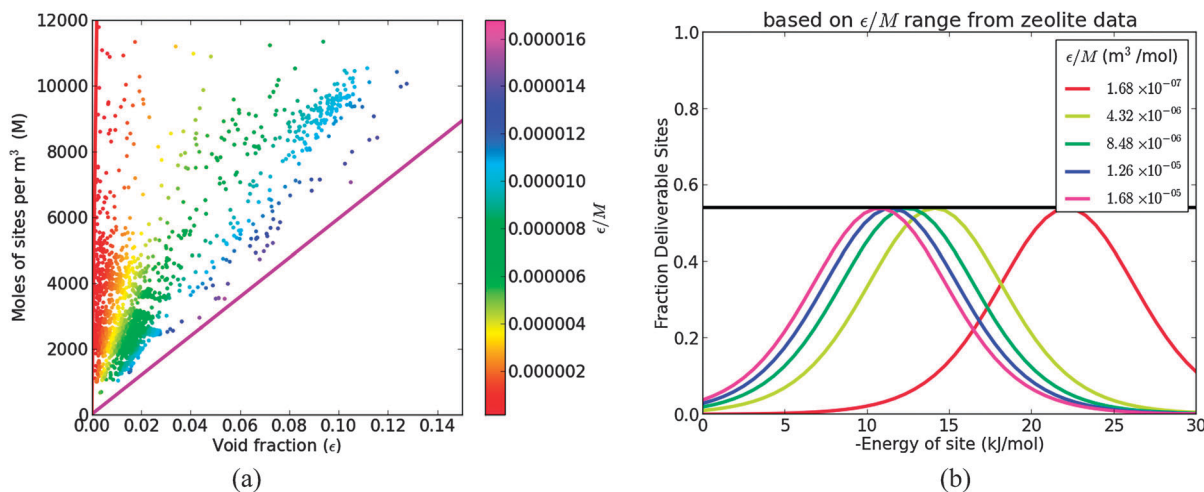 12000
10000
8000
6000
4000
2000
0
Moles of sites per m³ (M)
0.00 0.02 0.04 0.06 0.08 0.10 0.12 0.14
Void fraction (ϵ)
0.000016
0.000014
0.000012
0.000010
0.000008
0.000006
0.000004
0.000002
ϵ/M
(a)
based on ϵ/M range from zeolite data
1.0
0.8
0.6
0.4
0.2
0.0
Fraction Deliverable Sites
ϵ/M (m³ /mol)
1.68 ×10⁻⁰⁷
4.32 ×10⁻⁰⁶
8.48 ×10⁻⁰⁶
1.26 ×10⁻⁰⁵
1.68 ×10⁻⁰⁵
0 5 10 15 20 25 30
-Energy of site (kJ/mol)
(b)